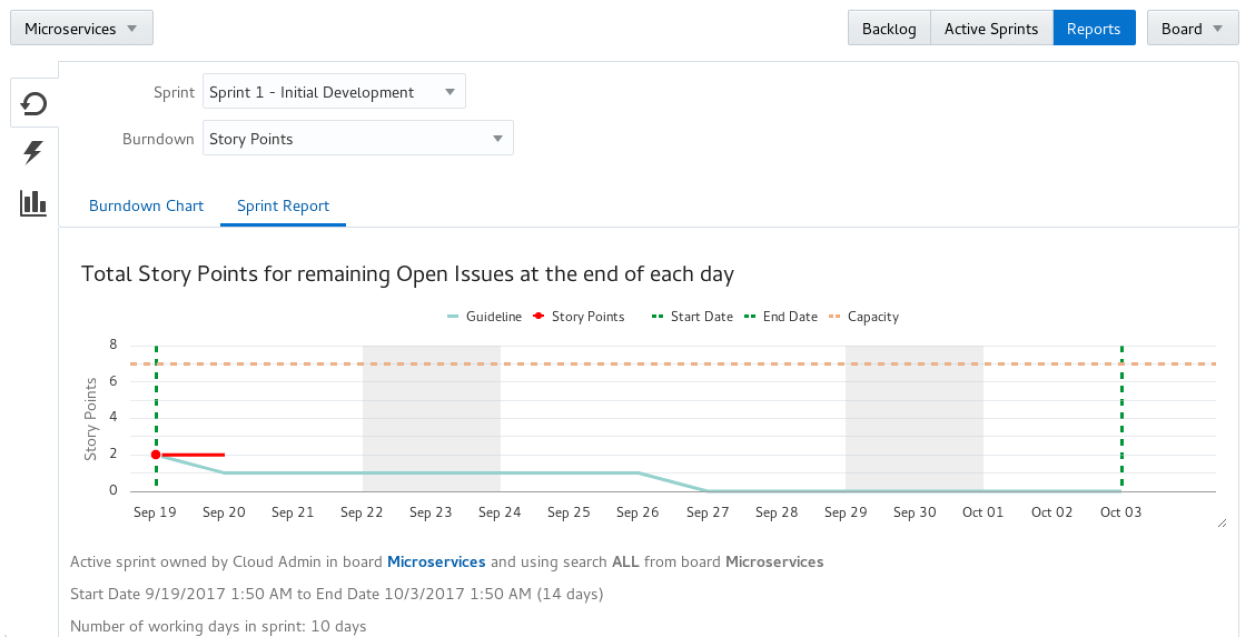 Microservices
Backlog Active Sprints Reports Board
Sprint Sprint 1 - Initial Development
Burndown Story Points
Burndown Chart Sprint Report
Total Story Points for remaining Open Issues at the end of each day
Guideline Story Points Start Date End Date Capacity
Story Points
8
6
4
2
0
Sep 19 Sep 20 Sep 21 Sep 22 Sep 23 Sep 24 Sep 25 Sep 26 Sep 27 Sep 28 Sep 29 Sep 30 Oct 01 Oct 02 Oct 03
Active sprint owned by Cloud Admin in board Microservices and using search ALL from board Microservices
Start Date 9/19/2017 1:50 AM to End Date 10/3/2017 1:50 AM (14 days)
Number of working days in sprint: 10 days